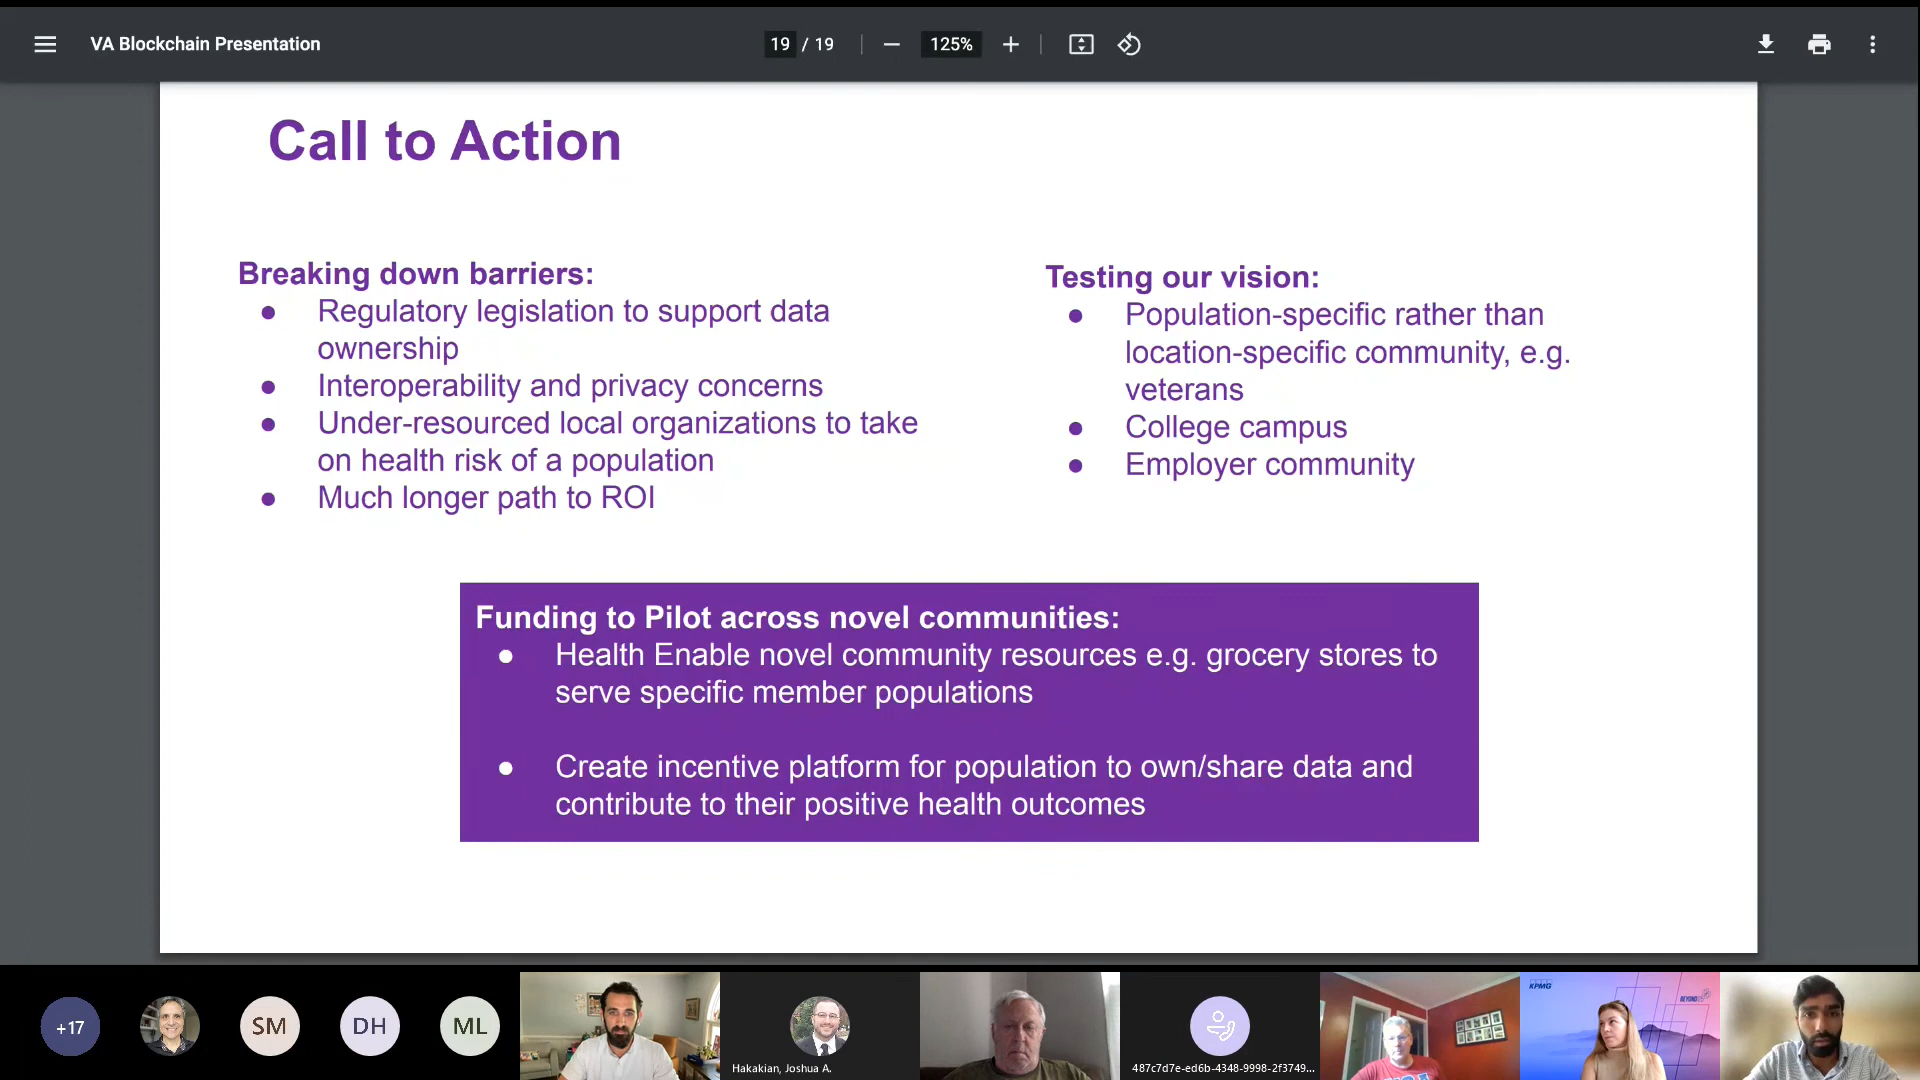 VA Blockchain Presentation
19 / 19
125%
Call to Action
Breaking down barriers:
● Regulatory legislation to support data
ownership
● Interoperability and privacy concerns
● Under-resourced local organizations to take
on health risk of a population
● Much longer path to ROI
Testing our vision:
● Population-specific rather than
location-specific community, e.g.
veterans
● College campus
● Employer community
Funding to Pilot across novel communities:
● Health Enable novel community resources e.g. grocery stores to
serve specific member populations
● Create incentive platform for population to own/share data and
contribute to their positive health outcomes
+17
SM
DH
ML
Hakakian, Joshua A.
487c7d7e-ed6b-4348-9998-2f3749...
KPMG
BEYOND